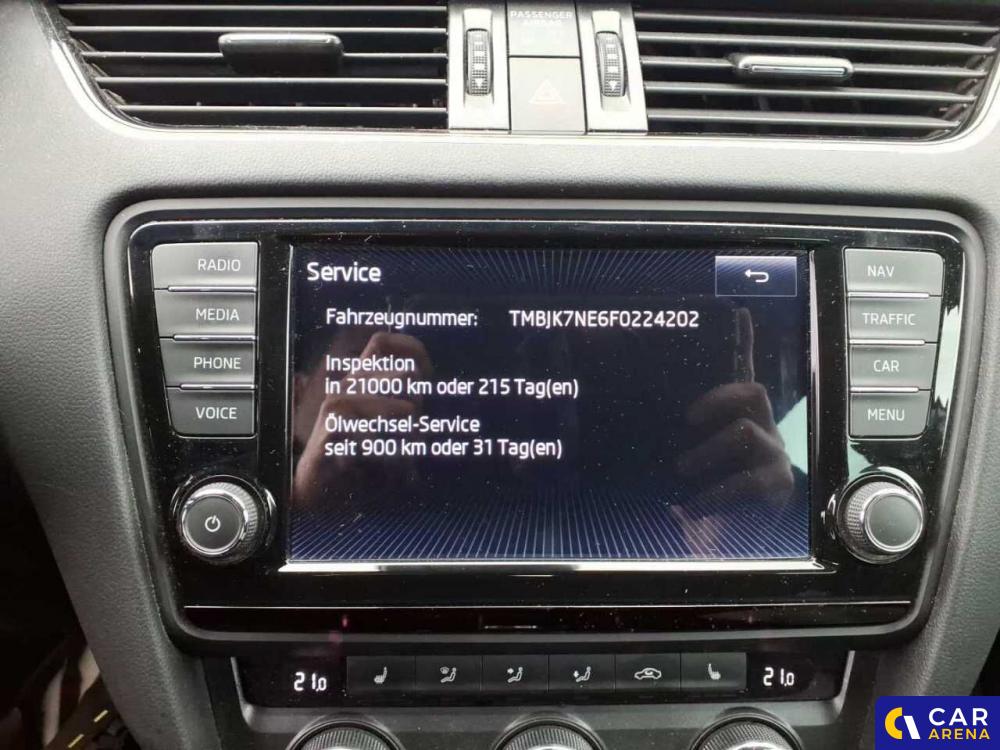 PASSENGER
AIRBAG
RADIO
MEDIA
PHONE
VOICE
Service
Fahrzeugnummer: TMBJK7NE6F0224202
Inspektion
in 21000 km oder 215 Tag(en)
Ölwechsel-Service
seit 900 km oder 31 Tag(en)
NAV
TRAFFIC
CAR
MENU
21,0
21,0
CAR
ARENA